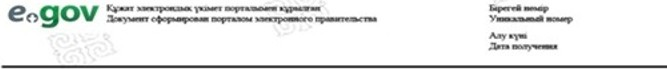 egov
Құжат электрондық үкімет порталымен құрылған
Документ сформирован порталом электронного правительства
Бірегей нөмір
Уникальный номер
Алу күні
Дата получения